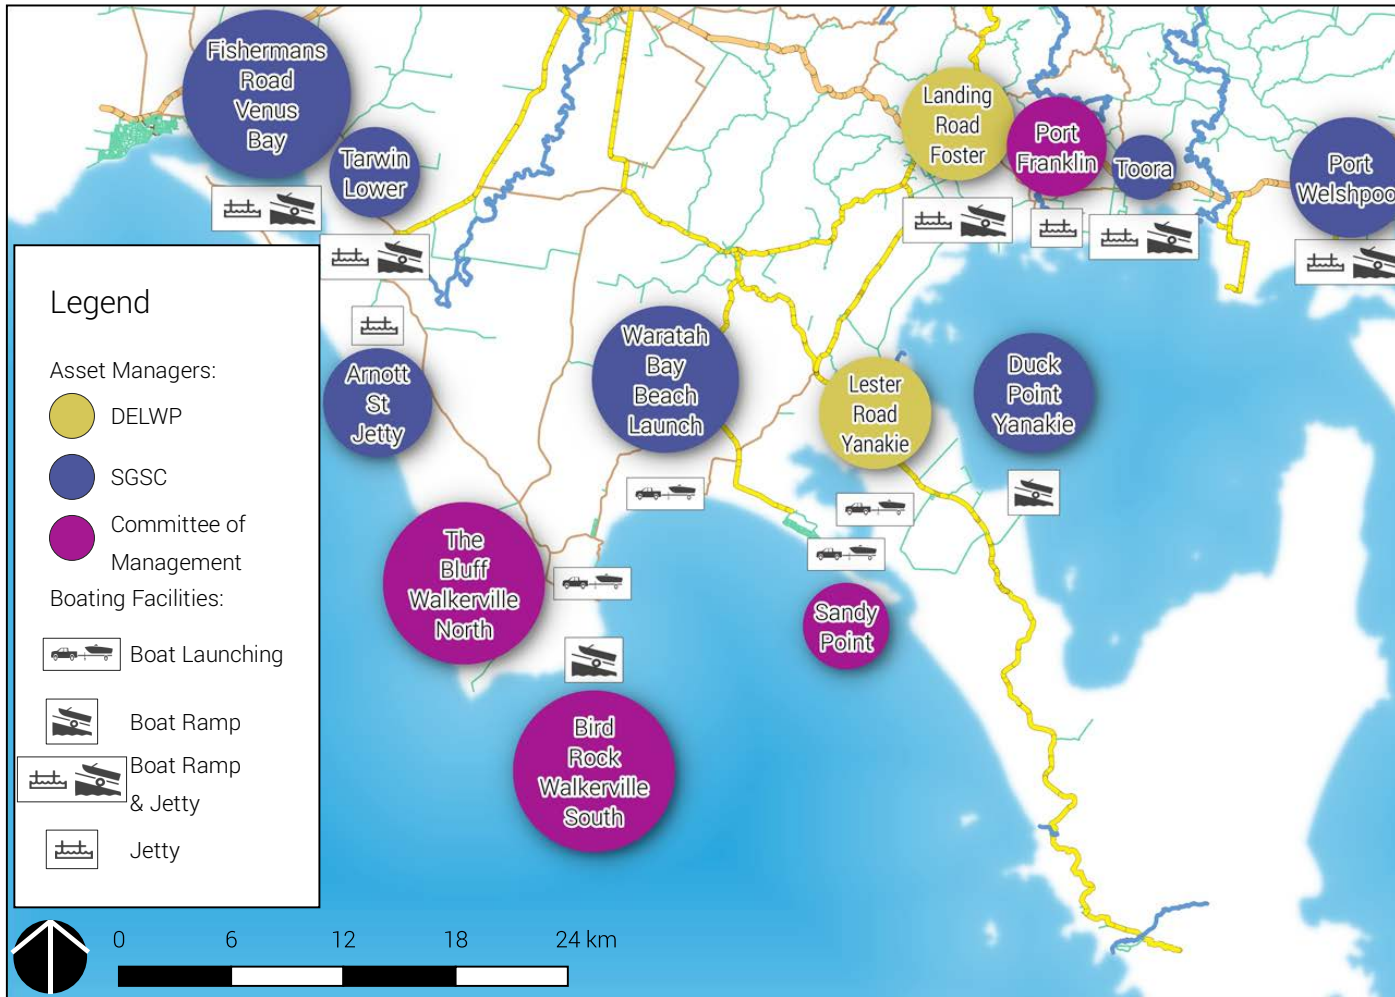 Fishermans
Road
Venus
Bay
Tarwin
Lower
Landing
Road
Foster
Port
Franklin
Toora
Port
Welshpoo
Legend
Asset Managers:
DELWP
SGSC
Committee of
Management
Boating Facilities:
Boat Launching
Boat Ramp
Boat Ramp
& Jetty
Jetty
Arnott
St
Jetty
Waratah
Bay
Beach
Launch
Lester
Road
Yanakie
Duck
Point
Yanakie
The
Bluff
Walkerville
North
Sandy
Point
Bird
Rock
Walkerville
South
0 6 12 18 24 km